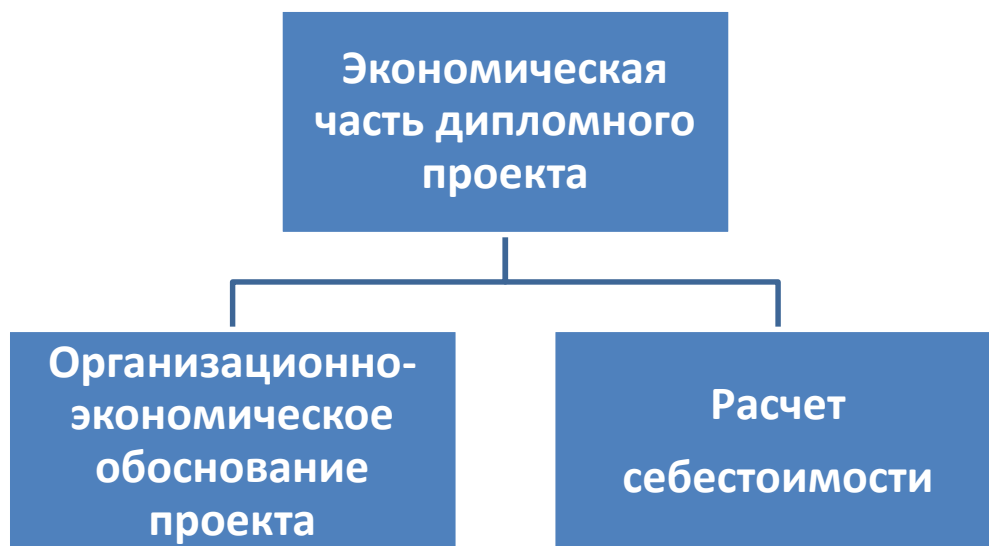 Экономическая
часть дипломного
проекта
Организационно-
экономическое
обоснование
проекта
Расчет
себестоимости